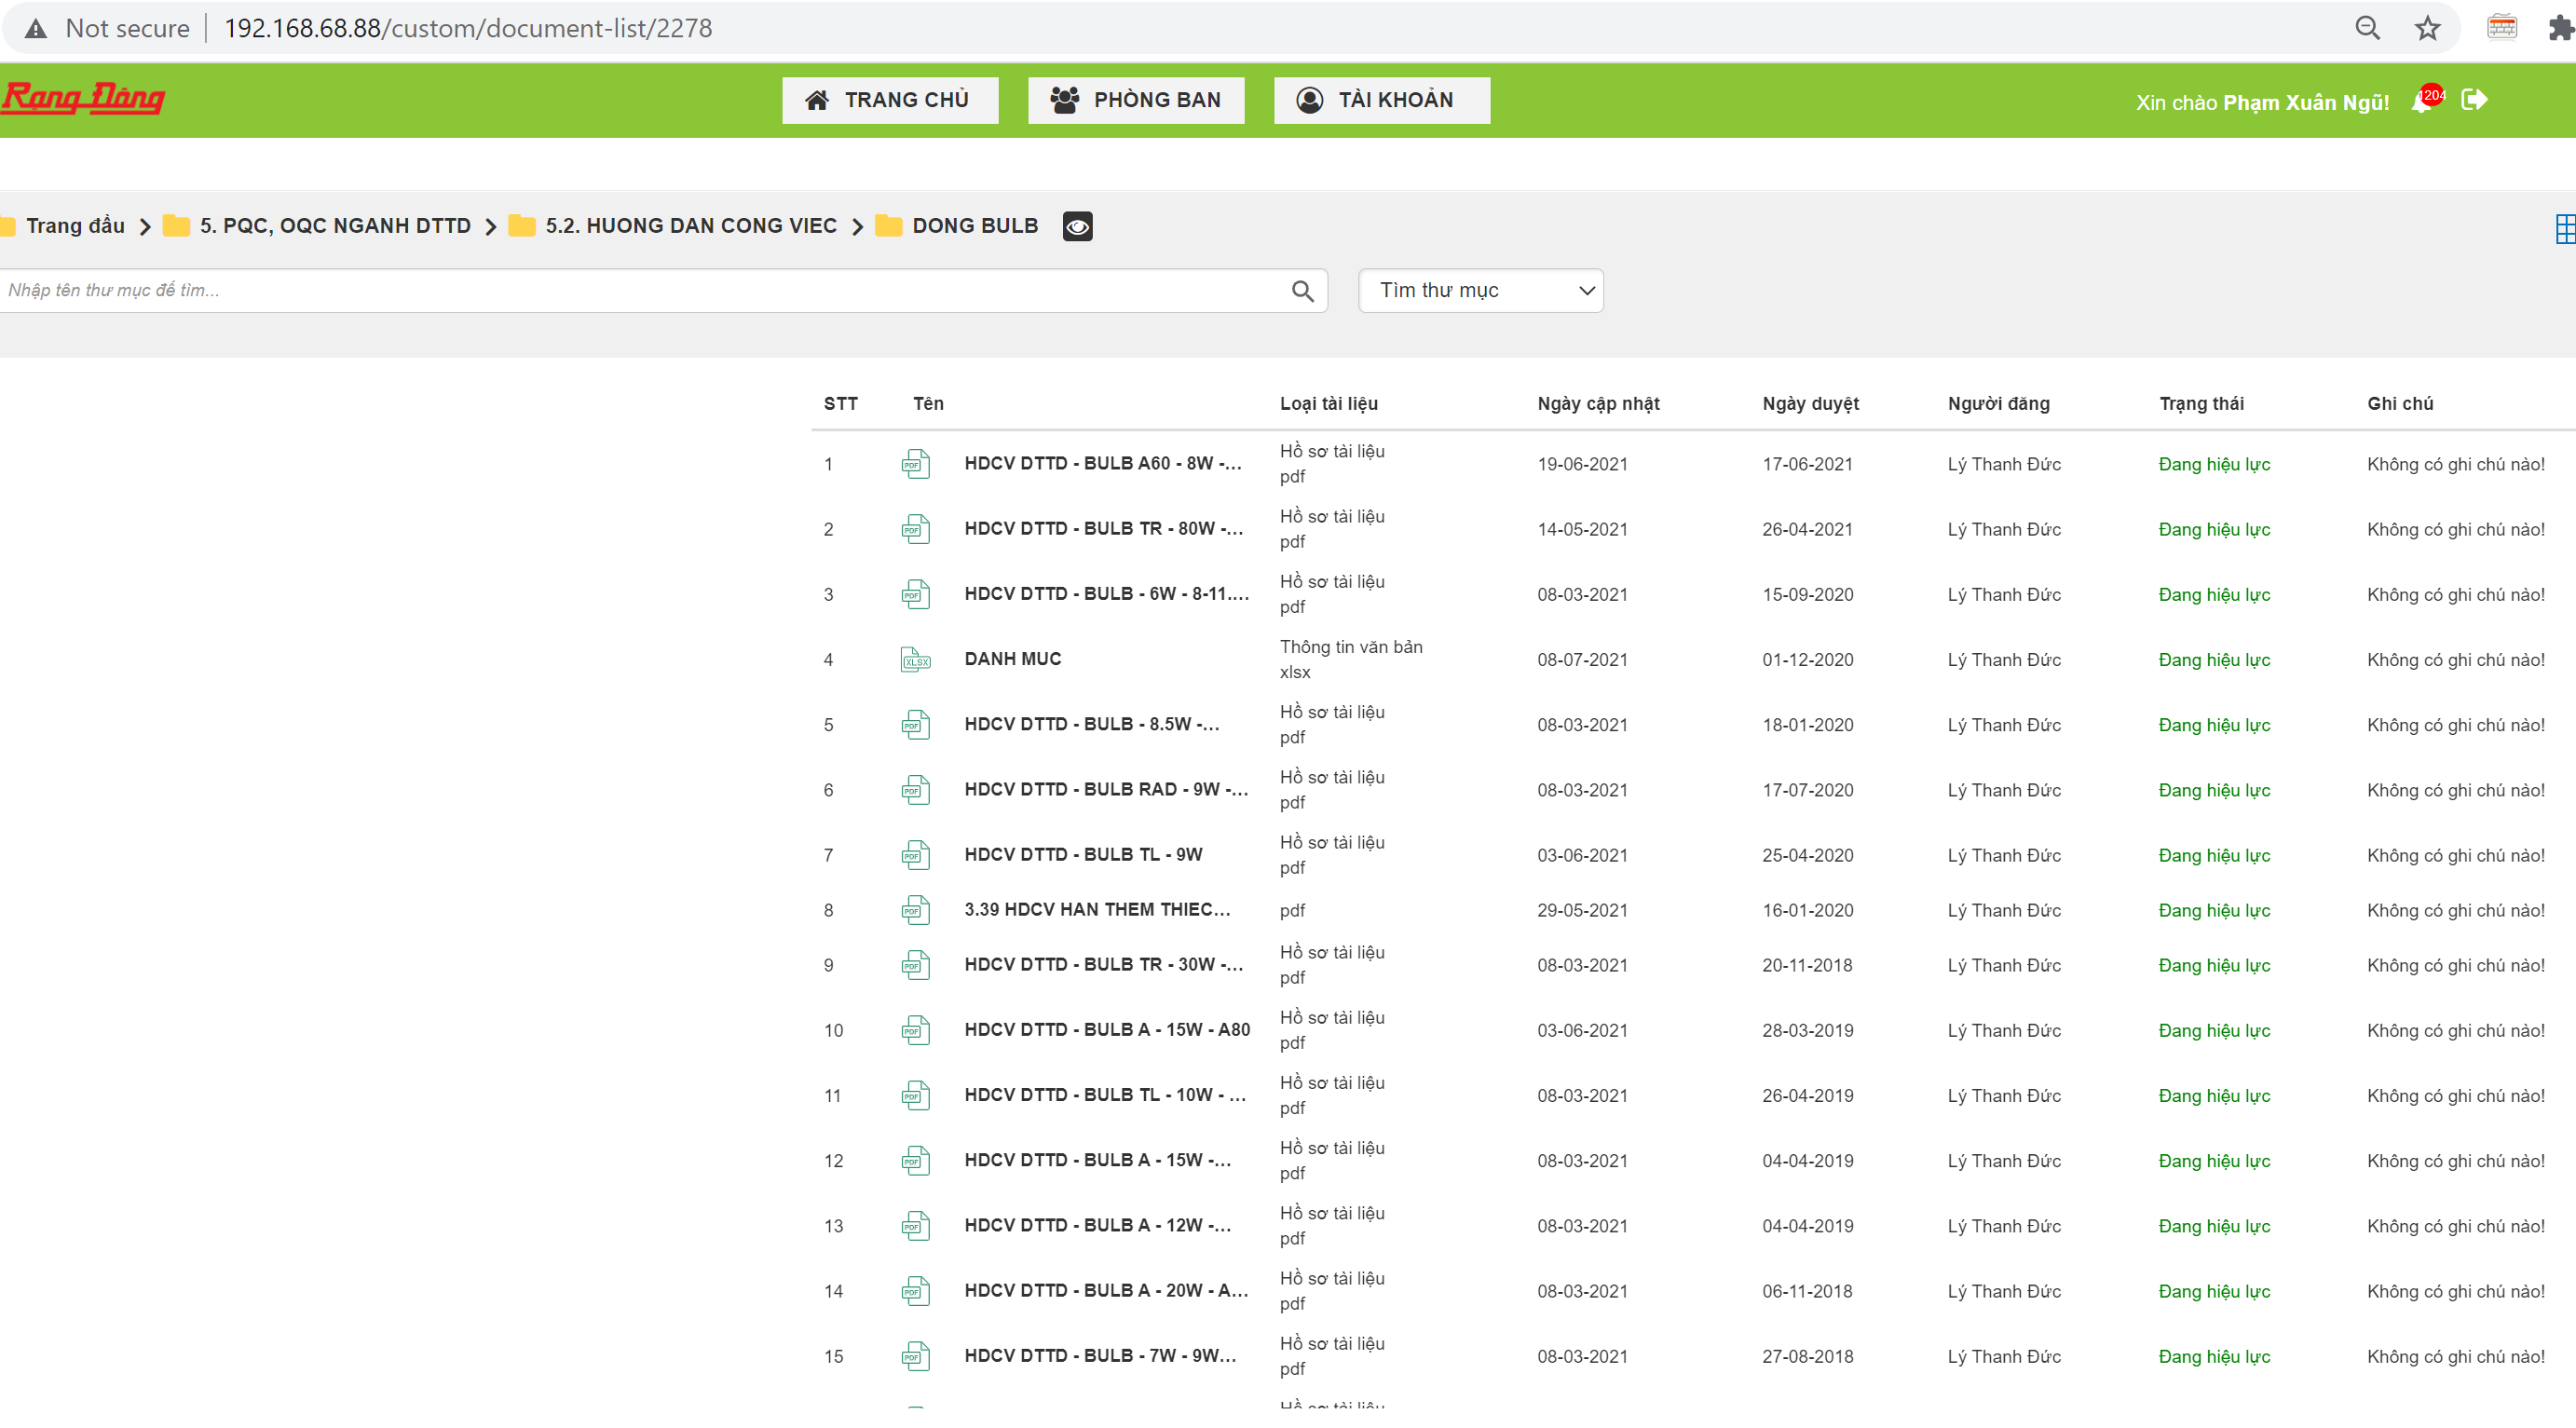 Not secure 192.168.68.88/custom/document-list/2278
Rạng Đông TRANG CHỦ PHÒNG BAN TÀI KHOẢN Xin chào Phạm Xuân Ngũ! 1204
Trang đầu 5. PQC, OQC NGANH DTTD 5.2. HUONG DAN CONG VIEC DONG BULB
Nhập tên thư mục để tìm... Tìm thư mục
STT Tên Loại tài liệu Ngày cập nhật Ngày duyệt Người đăng Trạng thái Ghi chú
1 PDF HDCV DTTD - BULB A60 - 8W -... Hồ sơ tài liệu pdf 19-06-2021 17-06-2021 Lý Thanh Đức Đang hiệu lực Không có ghi chú nào!
2 PDF HDCV DTTD - BULB TR - 80W -... Hồ sơ tài liệu pdf 14-05-2021 26-04-2021 Lý Thanh Đức Đang hiệu lực Không có ghi chú nào!
3 PDF HDCV DTTD - BULB - 6W - 8-11.... Hồ sơ tài liệu pdf 08-03-2021 15-09-2020 Lý Thanh Đức Đang hiệu lực Không có ghi chú nào!
4 XLSX DANH MUC Thông tin văn bản xlsx 08-07-2021 01-12-2020 Lý Thanh Đức Đang hiệu lực Không có ghi chú nào!
5 PDF HDCV DTTD - BULB - 8.5W -... Hồ sơ tài liệu pdf 08-03-2021 18-01-2020 Lý Thanh Đức Đang hiệu lực Không có ghi chú nào!
6 PDF HDCV DTTD - BULB RAD - 9W -... Hồ sơ tài liệu pdf 08-03-2021 17-07-2020 Lý Thanh Đức Đang hiệu lực Không có ghi chú nào!
7 PDF HDCV DTTD - BULB TL - 9W Hồ sơ tài liệu pdf 03-06-2021 25-04-2020 Lý Thanh Đức Đang hiệu lực Không có ghi chú nào!
8 PDF 3.39 HDCV HAN THEM THIEC... pdf 29-05-2021 16-01-2020 Lý Thanh Đức Đang hiệu lực Không có ghi chú nào!
9 PDF HDCV DTTD - BULB TR - 30W -... Hồ sơ tài liệu pdf 08-03-2021 20-11-2018 Lý Thanh Đức Đang hiệu lực Không có ghi chú nào!
10 PDF HDCV DTTD - BULB A - 15W - A80 Hồ sơ tài liệu pdf 03-06-2021 28-03-2019 Lý Thanh Đức Đang hiệu lực Không có ghi chú nào!
11 PDF HDCV DTTD - BULB TL - 10W - ... Hồ sơ tài liệu pdf 08-03-2021 26-04-2019 Lý Thanh Đức Đang hiệu lực Không có ghi chú nào!
12 PDF HDCV DTTD - BULB A - 15W -... Hồ sơ tài liệu pdf 08-03-2021 04-04-2019 Lý Thanh Đức Đang hiệu lực Không có ghi chú nào!
13 PDF HDCV DTTD - BULB A - 12W -... Hồ sơ tài liệu pdf 08-03-2021 04-04-2019 Lý Thanh Đức Đang hiệu lực Không có ghi chú nào!
14 PDF HDCV DTTD - BULB A - 20W - A... Hồ sơ tài liệu pdf 08-03-2021 06-11-2018 Lý Thanh Đức Đang hiệu lực Không có ghi chú nào!
15 PDF HDCV DTTD - BULB - 7W - 9W... Hồ sơ tài liệu pdf 08-03-2021 27-08-2018 Lý Thanh Đức Đang hiệu lực Không có ghi chú nào!